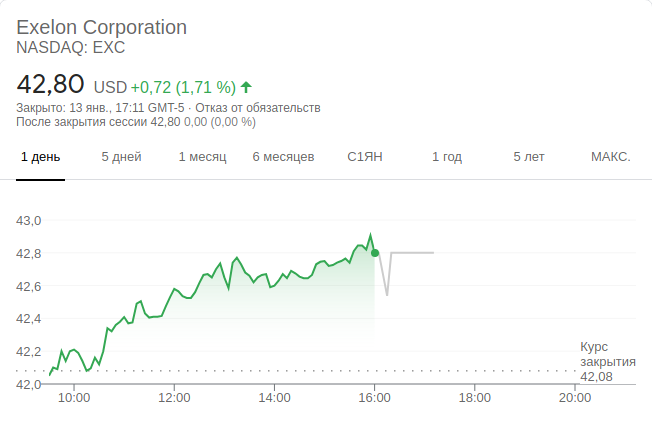 Exelon Corporation
NASDAQ: EXC
42,80 USD +0,72 (1,71 %)
Закрыто: 13 янв., 17:11 GMT-5 · Отказ от обязательств
После закрытия сессии 42,80 0,00 (0,00 %)
1 день 5 дней 1 месяц 6 месяцев С1ЯН 1 год 5 лет МАКС.
43,0
42,8
42,6
42,4
42,2
42,0
Курс
закрытия
42,08
10:00 12:00 14:00 16:00 18:00 20:00